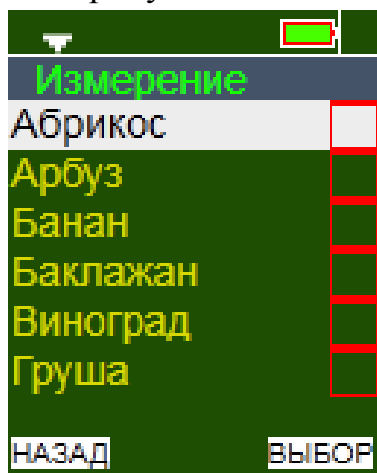 Измерение
Абрикос
Арбуз
Банан
Баклажан
Виноград
Груша
НАЗАД ВЫБОР